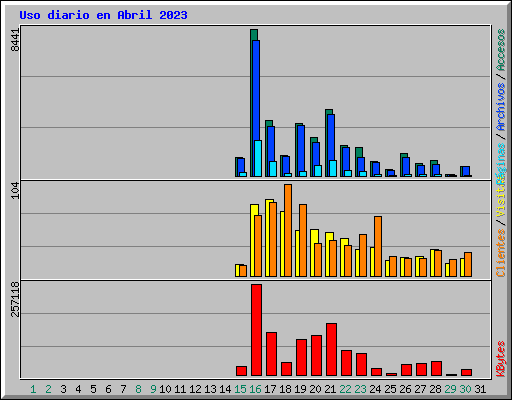 Uso diario en Abril 2023
8441
104
257118
Accesos / Archivos / Páginas
Visitas / Clientes
KBytes
1 2 3 4 5 6 7 8 9 10 11 12 13 14 15 16 17 18 19 20 21 22 23 24 25 26 27 28 29 30 31